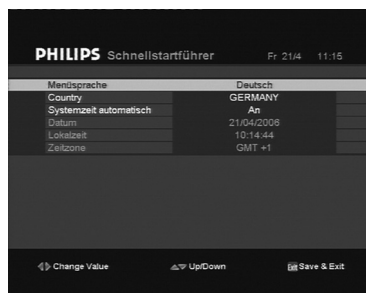 PHILIPS Schnellstartführer Fr 21/4 11:15
Menüsprache Deutsch
Country GERMANY
Systemzeit automatisch An
Datum 21/04/2006
Lokalzeit 10:14:44
Zeitzone GMT +1
Change Value Up/Down Exit Save & Exit